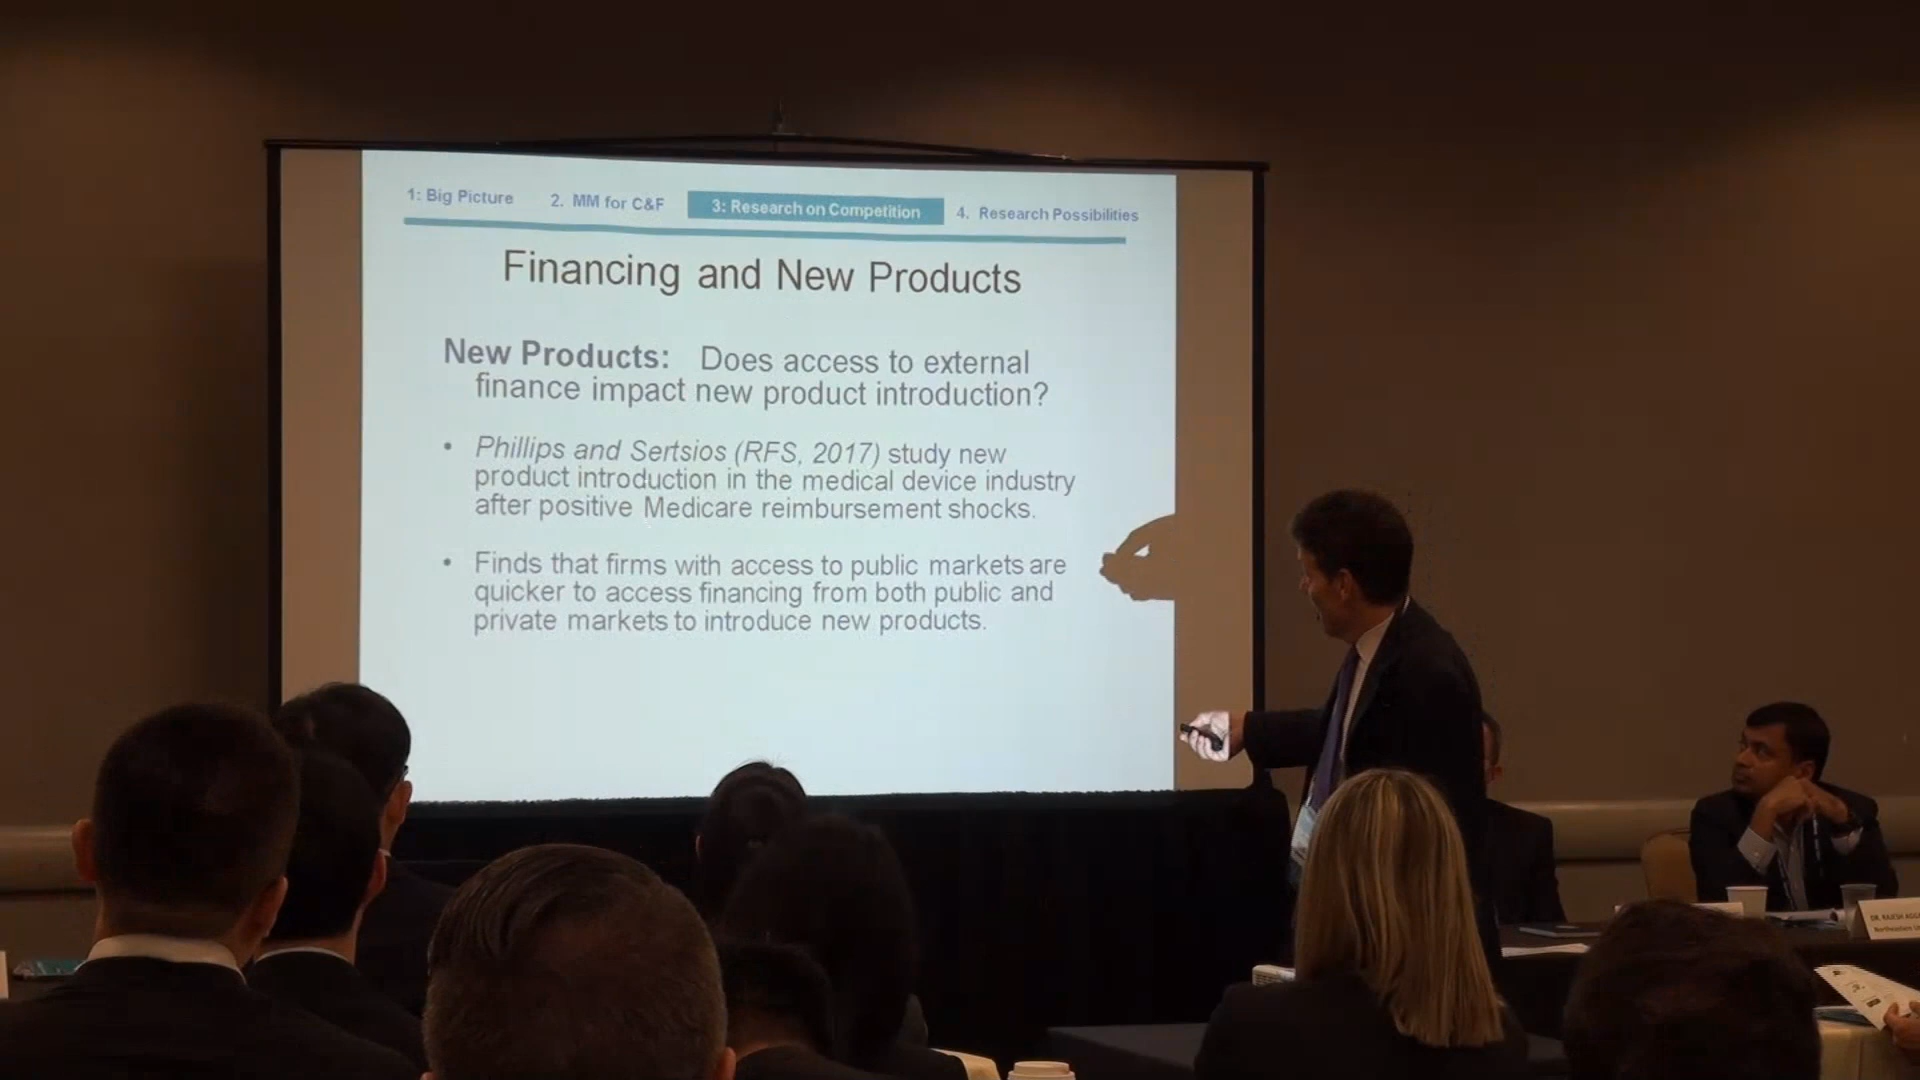 1: Big Picture 2. MM for C&F 3: Research on Competition 4. Research Possibilities
Financing and New Products
New Products: Does access to external
finance impact new product introduction?
• Phillips and Sertsios (RFS, 2017) study new
product introduction in the medical device industry
after positive Medicare reimbursement shocks.
• Finds that firms with access to public markets are
quicker to access financing from both public and
private markets to introduce new products.
DR. RAJESH
Northeastern